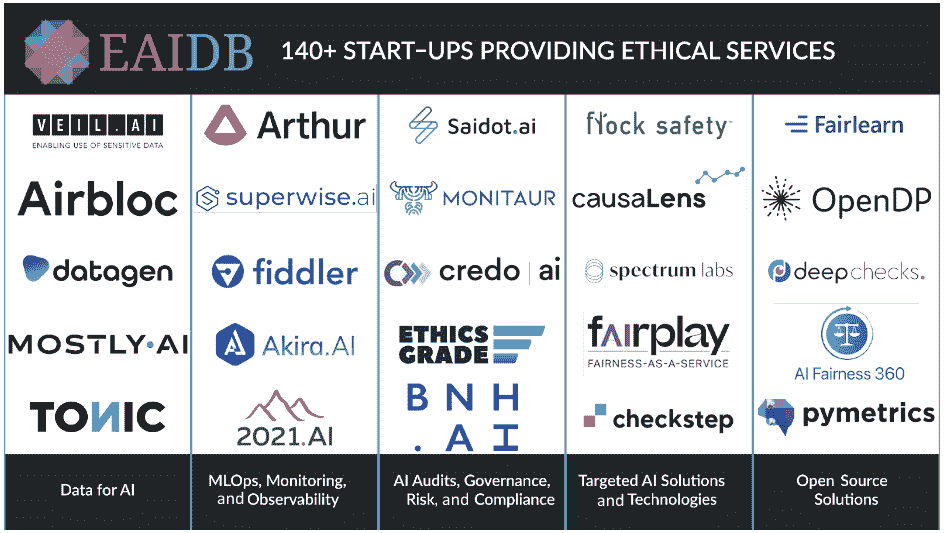 EAIDB
140+ START-UPS PROVIDING ETHICAL SERVICES
VEIL.AI
ENABLING USE OF SENSITIVE DATA
Airbloc
datagen
MOSTLY•AI
TONIC
Data for AI
Arthur
superwise.ai
fiddler
Akira.AI
2021.AI
MLOps, Monitoring,
and Observability
Saidot.ai
MONITAUR
credo | ai
ETHICS
GRADE
BNH
.AI
AI Audits, Governance,
Risk, and Compliance
flock safety
causaLens
spectrum labs
fairplay
FAIRNESS-AS-A-SERVICE
checkstep
Targeted AI Solutions
and Technologies
Fairlearn
OpenDP
deepchecks.
AI Fairness 360
pymetrics
Open Source
Solutions